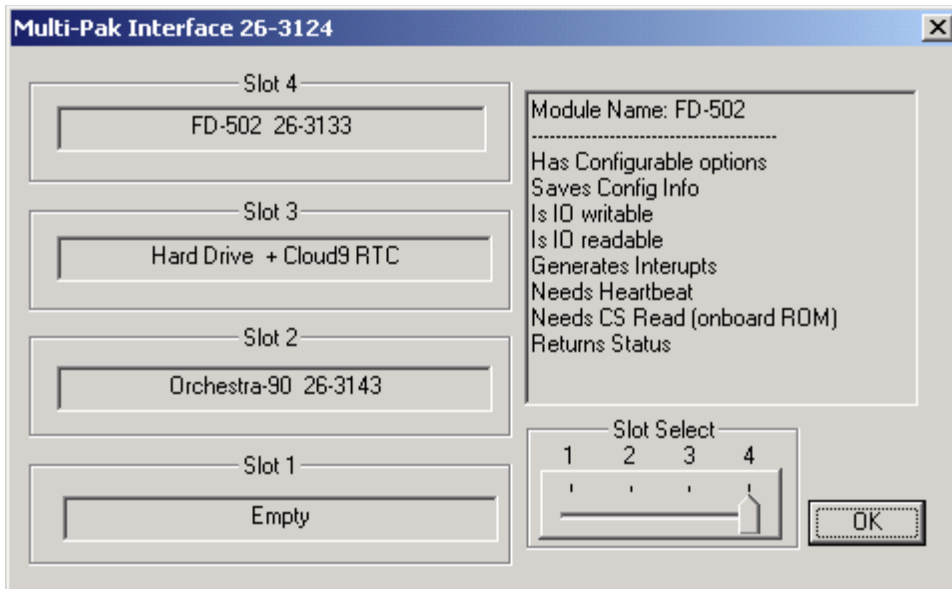 Multi-Pak Interface 26-3124
Slot 4
FD-502 26-3133
Slot 3
Hard Drive + Cloud9 RTC
Slot 2
Orchestra-90 26-3143
Slot 1
Empty
Module Name: FD-502
---------------------------------------
Has Configurable options
Saves Config Info
Is IO writable
Is IO readable
Generates Interupts
Needs Heartbeat
Needs CS Read (onboard ROM)
Returns Status
Slot Select
1 2 3 4
OK